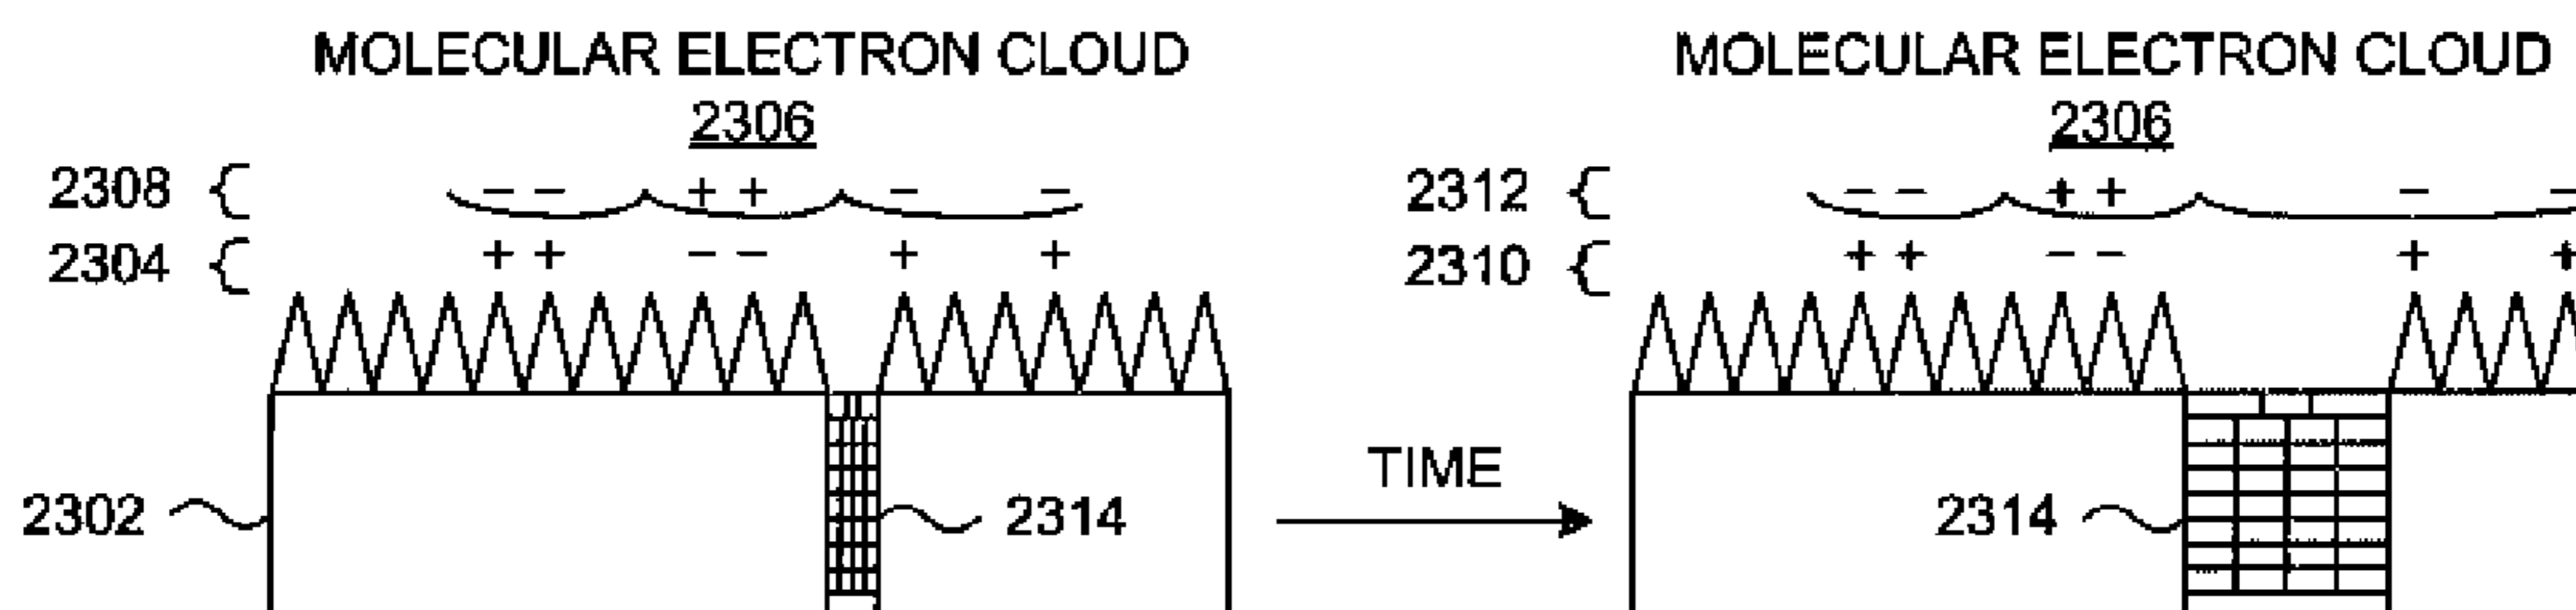 MOLECULAR ELECTRON CLOUD
2306
2308 { – – + + – –
2304 { + + – – + +
2302
2314
TIME
MOLECULAR ELECTRON CLOUD
2306
2312 { – – + + – –
2310 { + + – – + +
2314